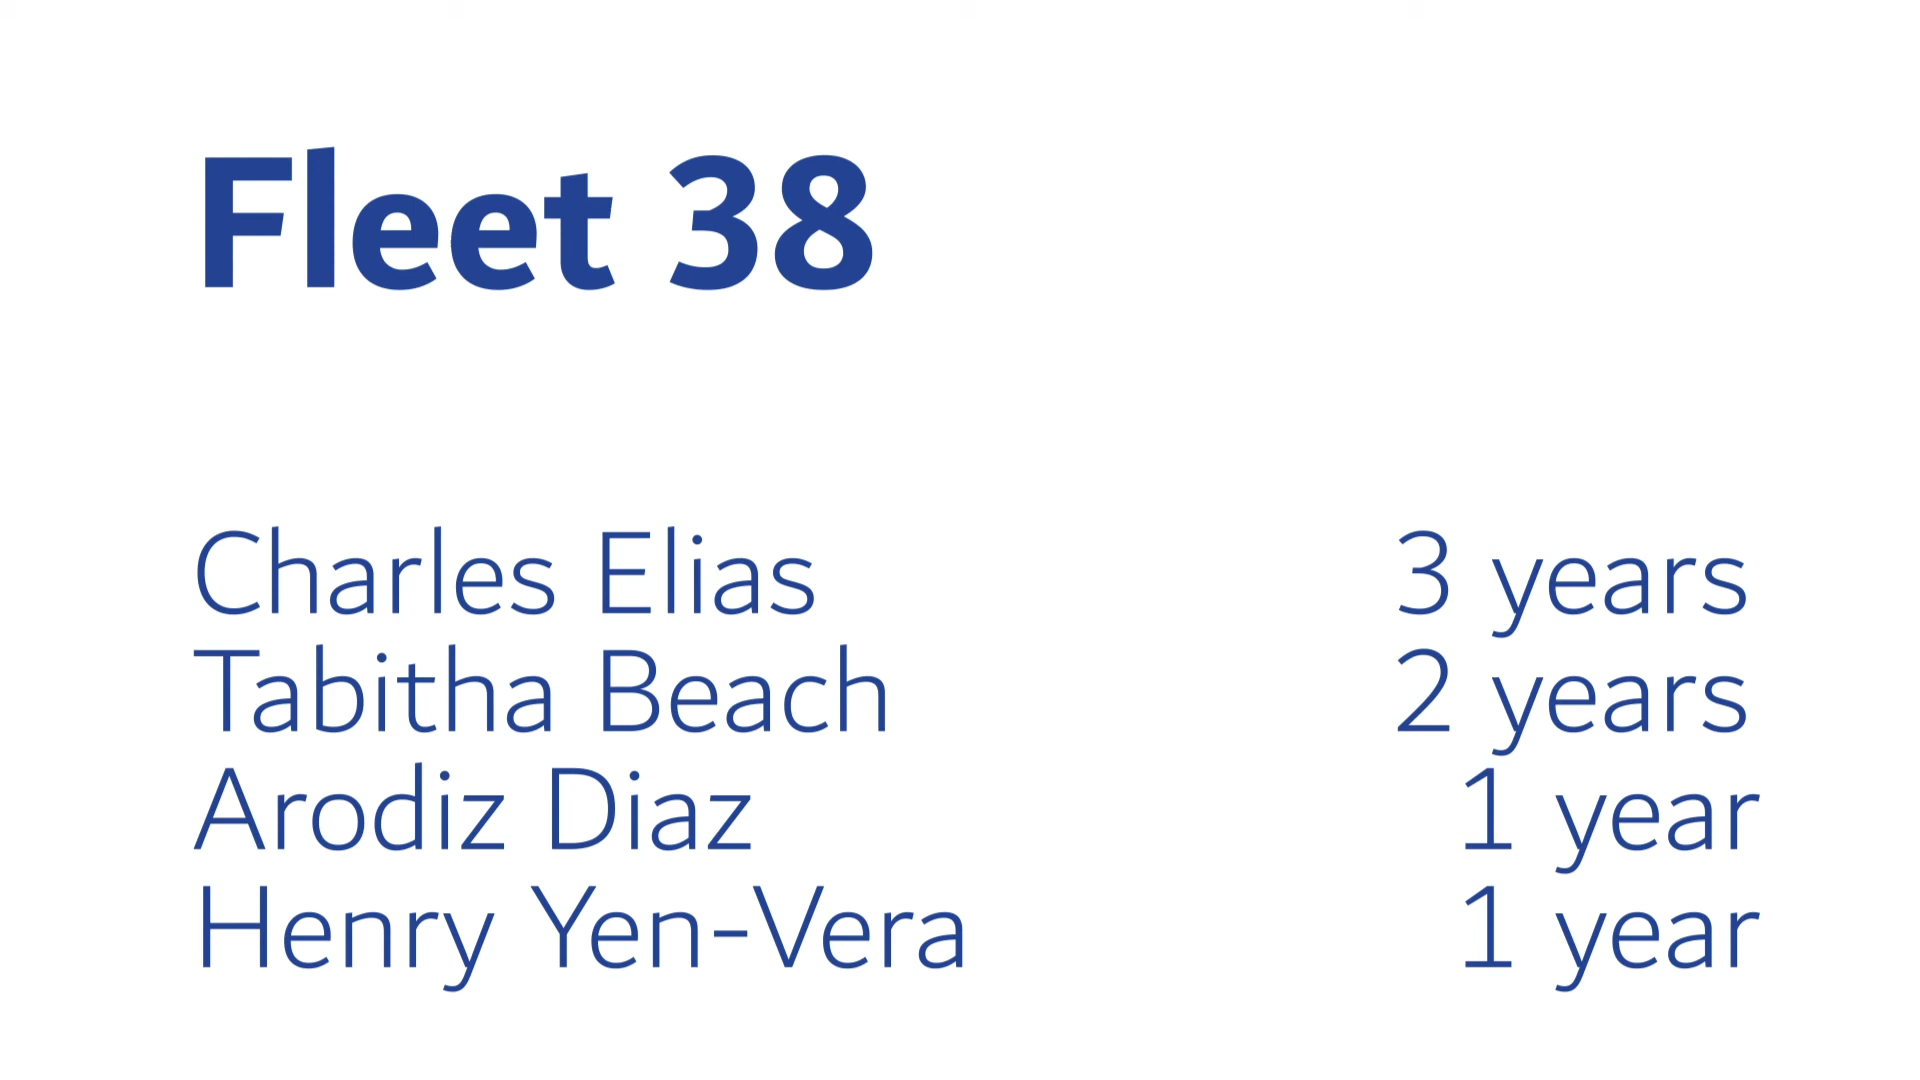 Fleet 38
Charles Elias 3 years
Tabitha Beach 2 years
Arodiz Diaz 1 year
Henry Yen-Vera 1 year